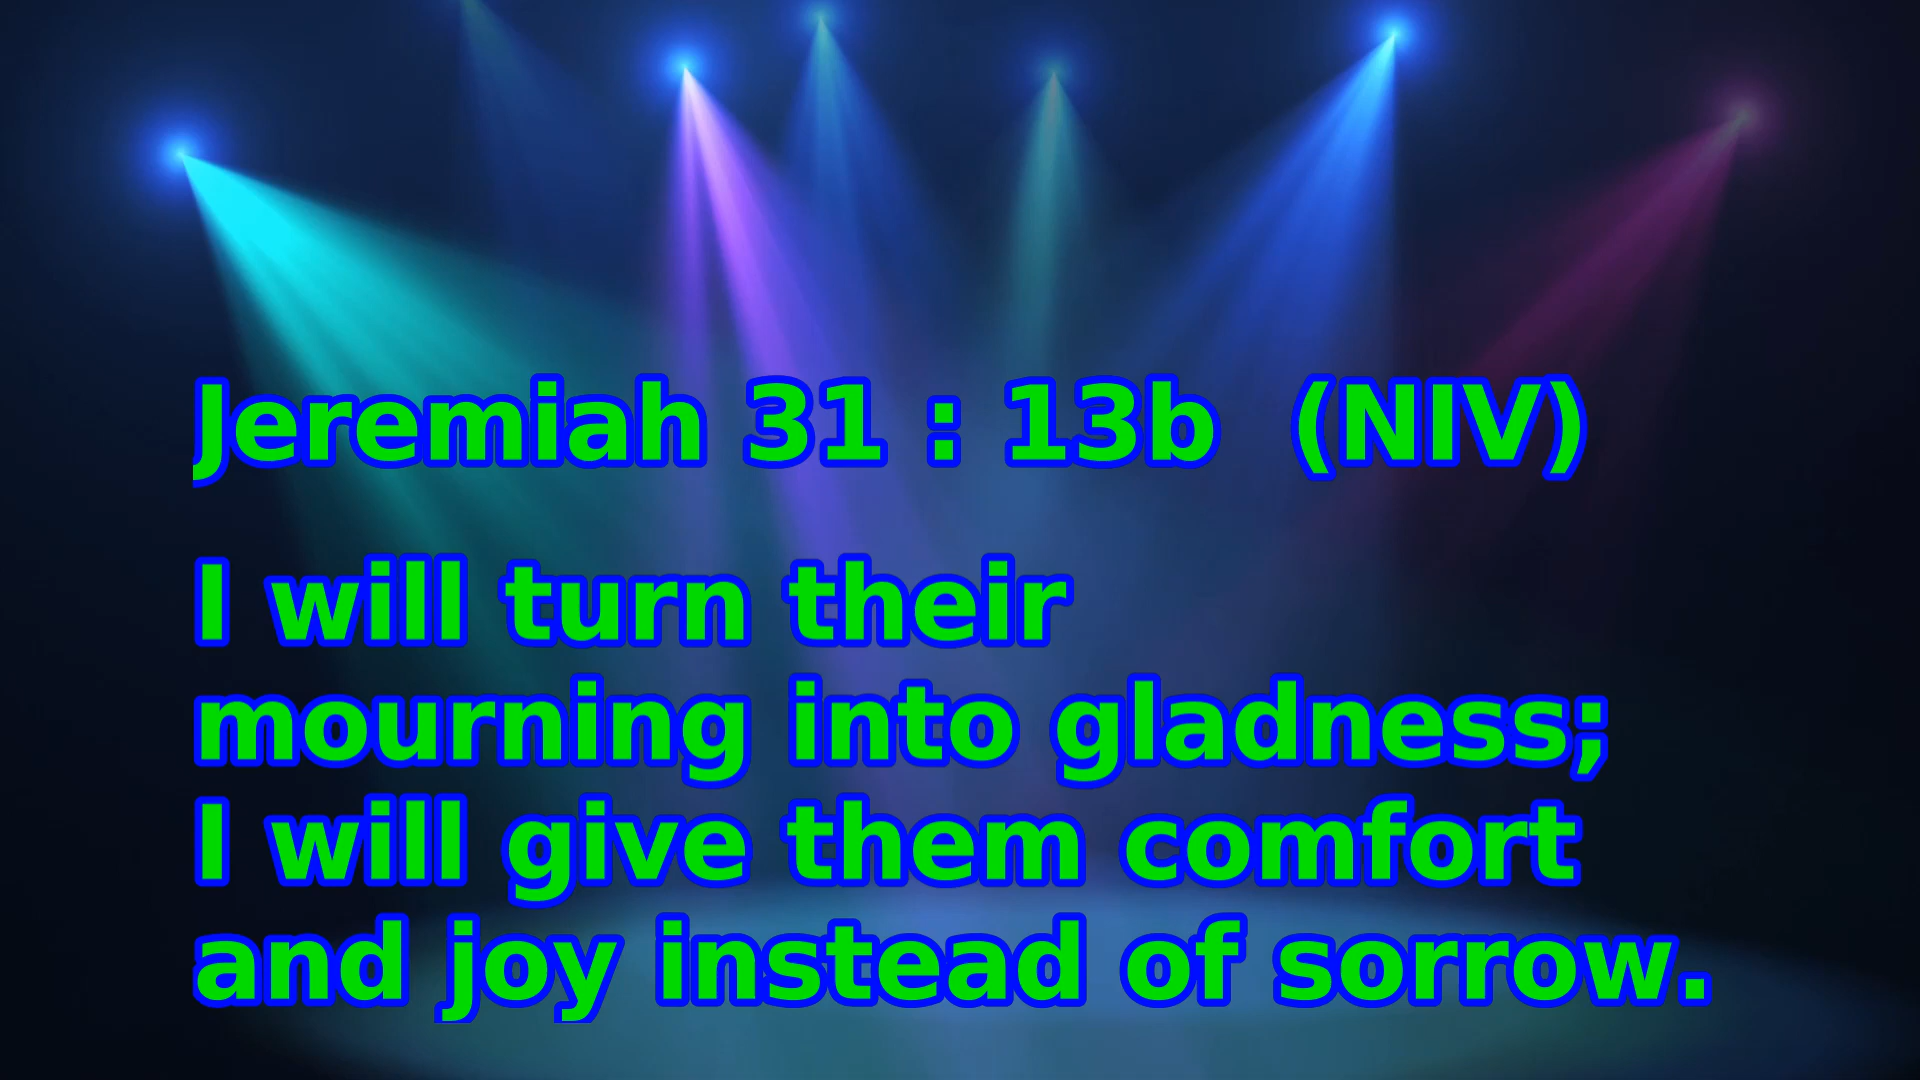 Jeremiah 31 : 13b  (NIV)
I will turn their
mourning into gladness;
I will give them comfort
and joy instead of sorrow.